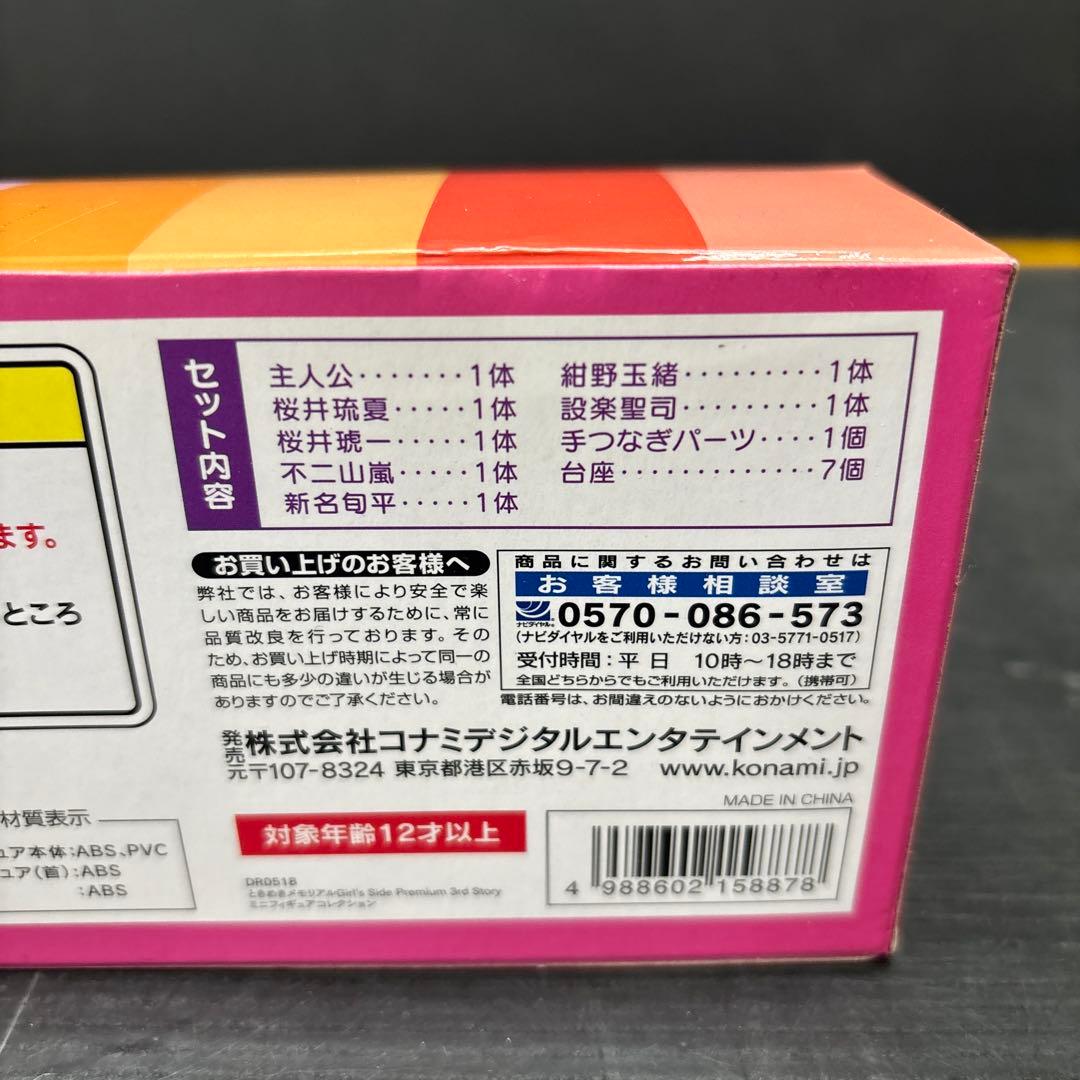 セット内容
主人公・・・・・・・1体
桜井琉夏・・・・・1体
桜井琥一・・・・・1体
不二山嵐・・・・・1体
新名旬平・・・・・1体
紺野玉緒・・・・・・・・・1体
設楽聖司・・・・・・・・・1体
手つなぎパーツ・・・・1個
台座・・・・・・・・・・・・・7個
ます。
ところ
お買い上げのお客様へ
弊社では、お客様により安全で楽
しい商品をお届けするために、常に
品質改良を行っております。その
ため、お買い上げ時期によって同一の
商品にも多少の違いが生じる場合が
ありますのでご了承ください。
商品に関するお問い合わせは
お客様相談室
ナビダイヤル® 0570-086-573
(ナビダイヤルをご利用いただけない方:03-5771-0517)
受付時間:平日 10時~18時まで
全国どちらからでもご利用いただけます。(携帯可)
電話番号は、お間違えのないようにおかけください。
発売元 株式会社コナミデジタルエンタテインメント
〒107-8324 東京都港区赤坂9-7-2 www.konami.jp
MADE IN CHINA
対象年齢12才以上
材質表示
ュア本体:ABS、PVC
ュア(首):ABS
:ABS
DR051B
ときめきメモリアルGirl's Side Premium 3rd Story
ミニフィギュアコレクション
4 988602 158878